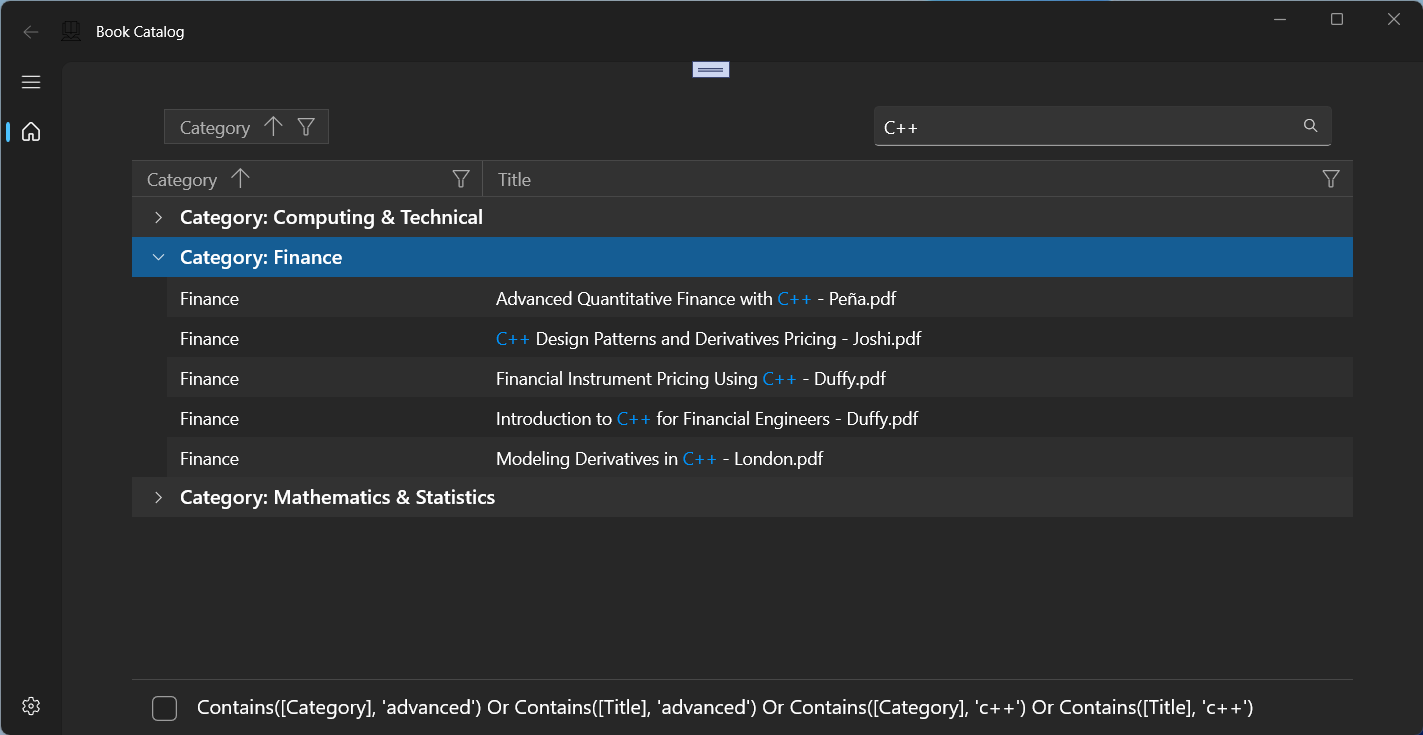 Book Catalog
Category
C++
Category Title
Category: Computing & Technical
Category: Finance
Finance Advanced Quantitative Finance with C++ - Peña.pdf
Finance C++ Design Patterns and Derivatives Pricing - Joshi.pdf
Finance Financial Instrument Pricing Using C++ - Duffy.pdf
Finance Introduction to C++ for Financial Engineers - Duffy.pdf
Finance Modeling Derivatives in C++ - London.pdf
Category: Mathematics & Statistics
Contains([Category], 'advanced') Or Contains([Title], 'advanced') Or Contains([Category], 'c++') Or Contains([Title], 'c++')